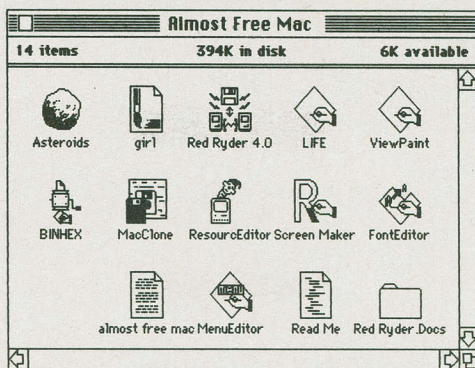 Almost Free Mac
14 items 394K in disk 6K available
Asteroids girl Red Ryder 4.0 LIFE ViewPaint
BINHEX MacClone ResourcEditor Screen Maker FontEditor
almost free mac MenuEditor Read Me Red Ryder.Docs